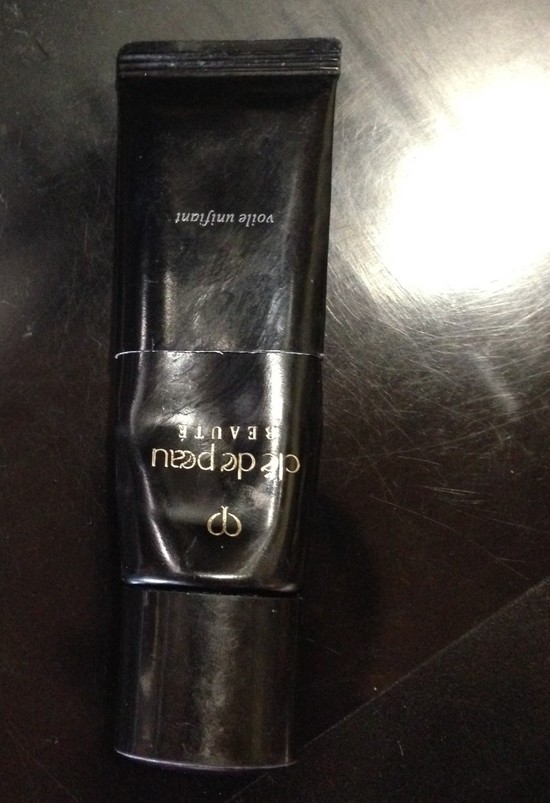 clé de peau
BEAUTÉ
voile unifiant